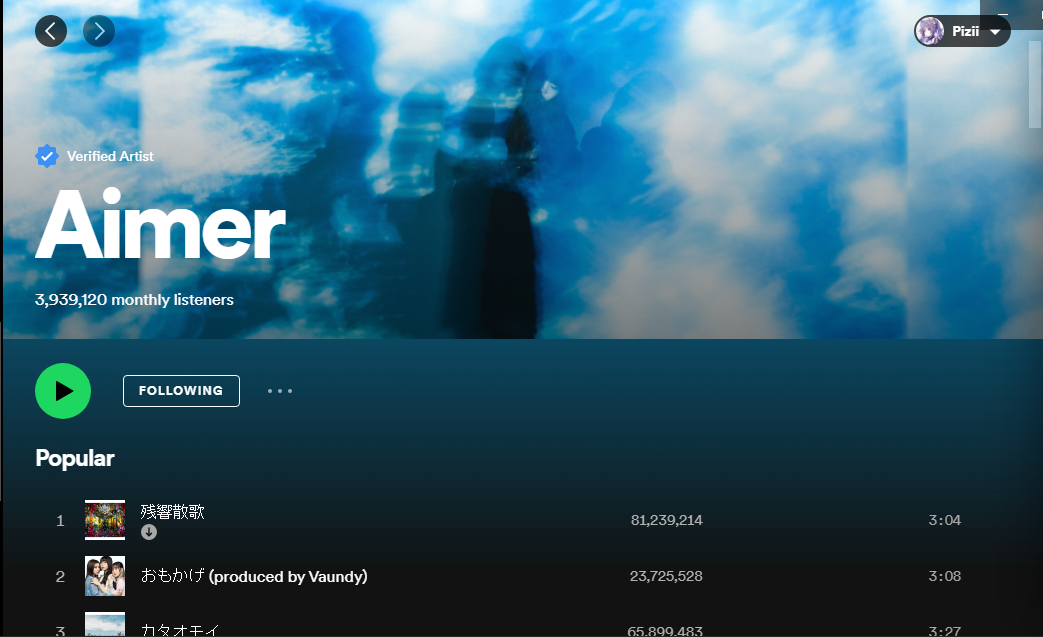 Pizii
Verified Artist
Aimer
3,939,120 monthly listeners
FOLLOWING
Popular
1 残響散歌 81,239,214 3:04
2 おもかげ (produced by Vaundy) 23,725,528 3:08
3 カタオモイ 65,899,483 3:27